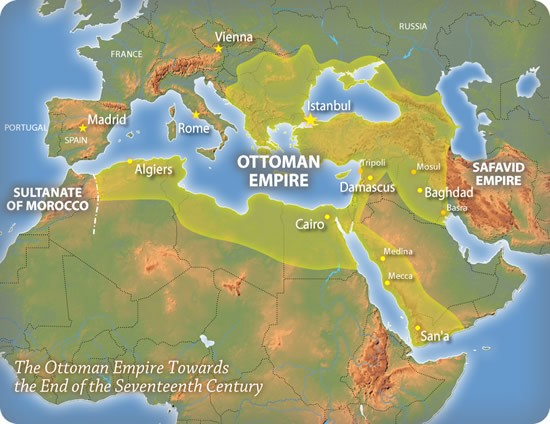 RUSSIA
Vienna
FRANCE
Istanbul
PORTUGAL
Madrid
SPAIN
Rome
OTTOMAN
EMPIRE
Tripoli
Mosul
SAFAVID
EMPIRE
Algiers
Damascus
Baghdad
SULTANATE
OF MOROCCO
Basra
Cairo
Medina
Mecca
San'a
The Ottoman Empire Towards
the End of the Seventeenth Century